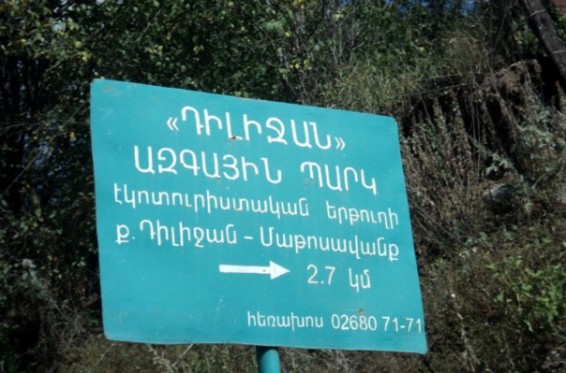 «ԴԻԼԻՋԱՆ»
ԱԶԳԱՅԻՆ ՊԱՐԿ
էկոտուրիստական երթուղի
ք. Դիլիջան – Մաթոսավանք
2.7 կմ
հեռախոս 02680 71-71